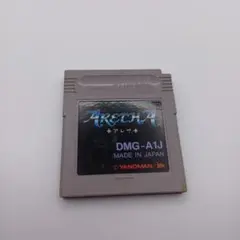 ARETHA
アレサ
DMG-A1J
MADE IN JAPAN
© YANOMAN